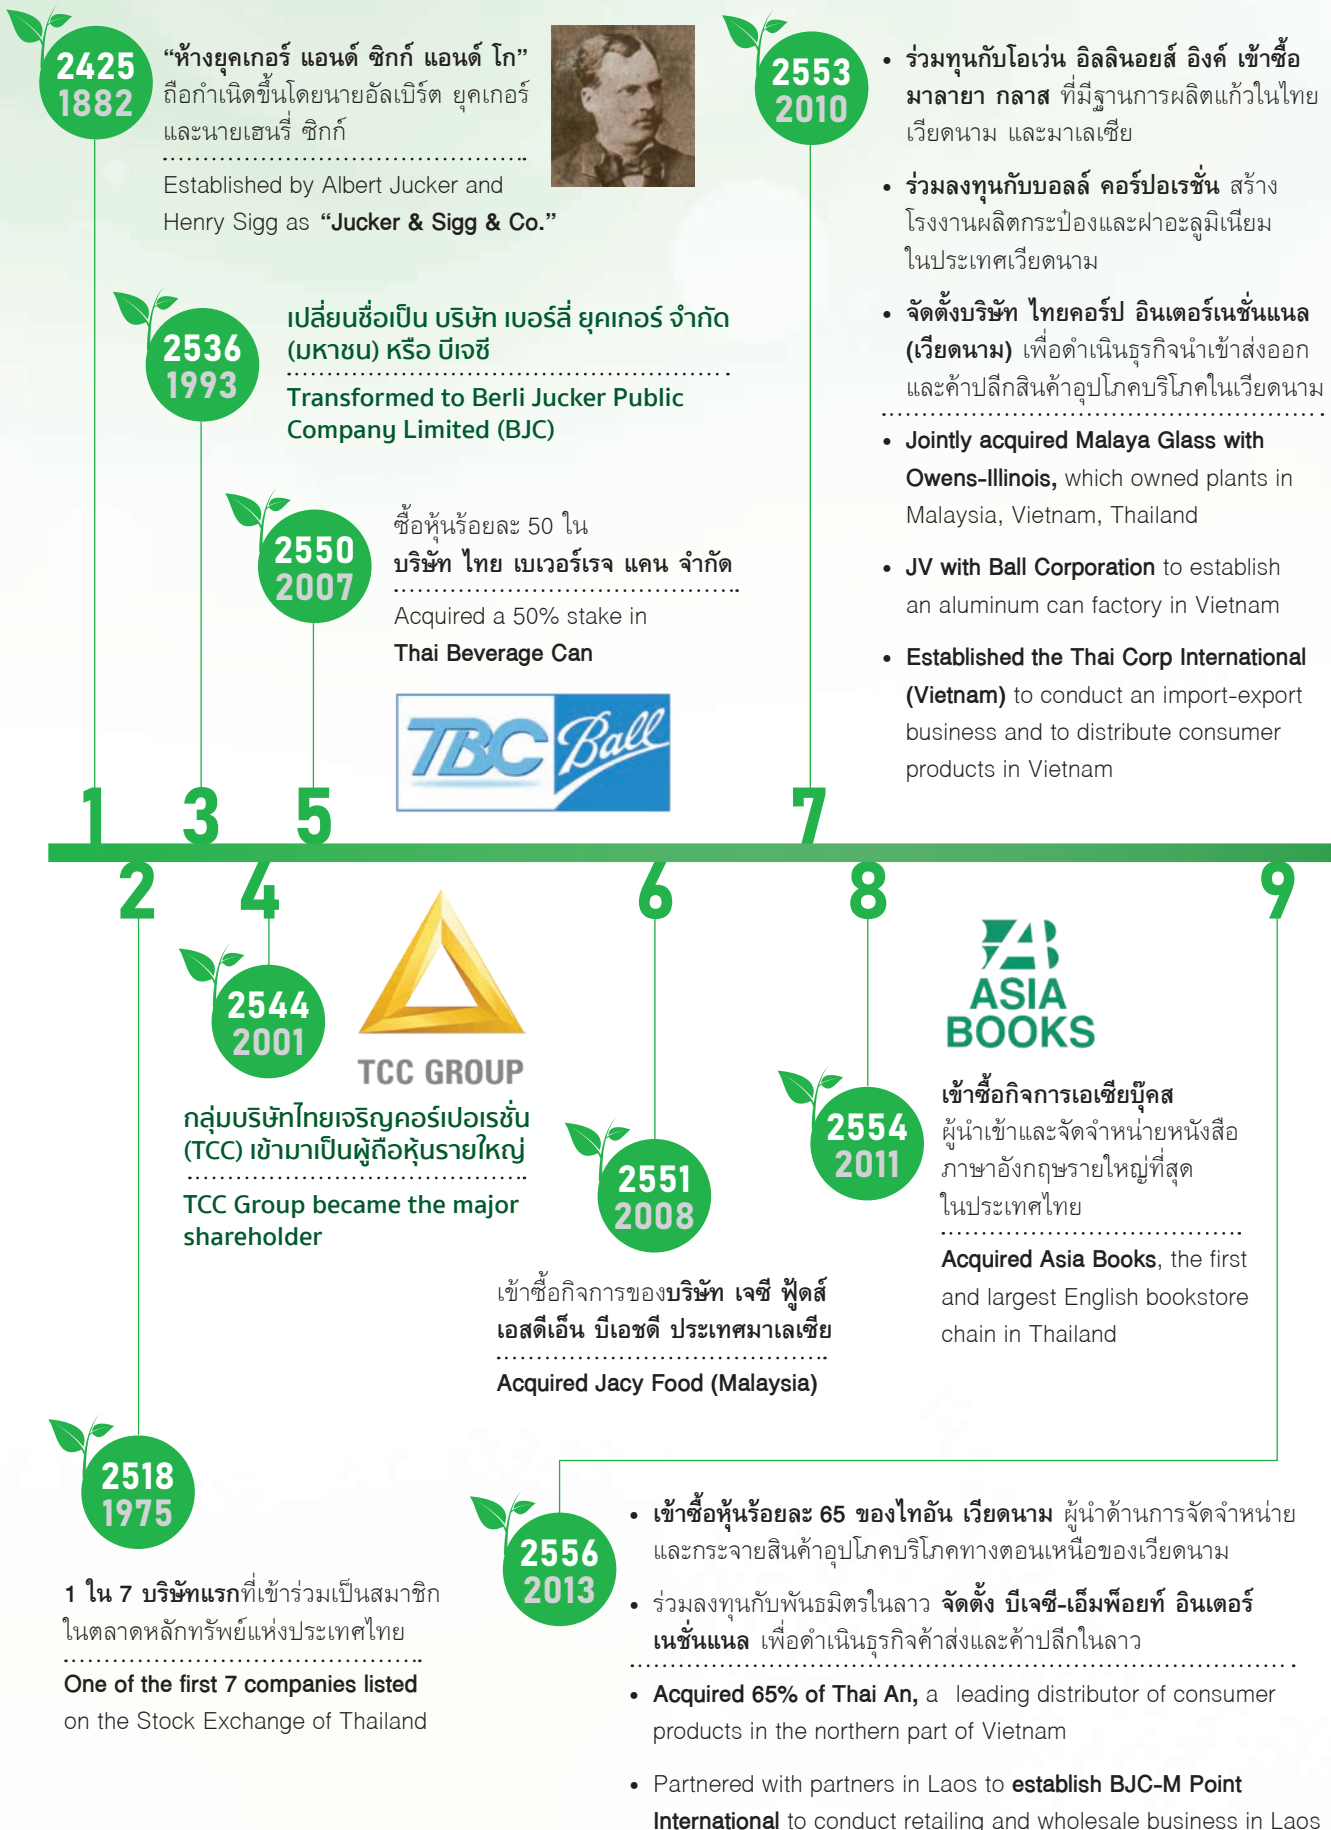 2425
1882
“ห้างยุคเกอร์ แอนด์ ซิกก์ แอนด์ โก”
ถือกำเนิดขึ้นโดยนายอัลเบิร์ต ยุคเกอร์
และนายเฮนรี่ ซิกก์
Established by Albert Jucker and
Henry Sigg as “Jucker & Sigg & Co.”
2536
1993
เปลี่ยนชื่อเป็น บริษัท เบอร์ลี่ ยุคเกอร์ จำกัด
(มหาชน) หรือ บีเจซี
Transformed to Berli Jucker Public
Company Limited (BJC)
2550
2007
ซื้อหุ้นร้อยละ 50 ใน
บริษัท ไทย เบเวอร์เรจ แคน จำกัด
Acquired a 50% stake in
Thai Beverage Can
TBC Ball
2553
2010
• ร่วมทุนกับโอเว่น อิลลินอยส์ อิงค์ เข้าซื้อ
มาลายา กลาส ที่มีฐานการผลิตแก้วในไทย
เวียดนาม และมาเลเซีย
• ร่วมลงทุนกับบอลล์ คอร์ปอเรชั่น สร้าง
โรงงานผลิตกระป๋องและฝาอะลูมิเนียม
ในประเทศเวียดนาม
• จัดตั้งบริษัท ไทยคอร์ป อินเตอร์เนชั่นแนล
(เวียดนาม) เพื่อดำเนินธุรกิจนำเข้าส่งออก
และค้าปลีกสินค้าอุปโภคบริโภคในเวียดนาม
• Jointly acquired Malaya Glass with
Owens-Illinois, which owned plants in
Malaysia, Vietnam, Thailand
• JV with Ball Corporation to establish
an aluminum can factory in Vietnam
• Established the Thai Corp International
(Vietnam) to conduct an import-export
business and to distribute consumer
products in Vietnam
1 3 5 7
2 4 6 8 9
2544
2001
TCC GROUP
กลุ่มบริษัทไทยเจริญคอร์เปอเรชั่น
(TCC) เข้ามาเป็นผู้ถือหุ้นรายใหญ่
TCC Group became the major
shareholder
2551
2008
เข้าซื้อกิจการของบริษัท เจซี ฟู้ดส์
เอสดีเอ็น บีเอชดี ประเทศมาเลเซีย
Acquired Jacy Food (Malaysia)
ASIA
BOOKS
2554
2011
เข้าซื้อกิจการเอเซียบุ๊คส
ผู้นำเข้าและจัดจำหน่ายหนังสือ
ภาษาอังกฤษรายใหญ่ที่สุด
ในประเทศไทย
Acquired Asia Books, the first
and largest English bookstore
chain in Thailand
2518
1975
1 ใน 7 บริษัทแรกที่เข้าร่วมเป็นสมาชิก
ในตลาดหลักทรัพย์แห่งประเทศไทย
One of the first 7 companies listed
on the Stock Exchange of Thailand
2556
2013
• เข้าซื้อหุ้นร้อยละ 65 ของไทอัน เวียดนาม ผู้นำด้านการจัดจำหน่าย
และกระจายสินค้าอุปโภคบริโภคทางตอนเหนือของเวียดนาม
• ร่วมลงทุนกับพันธมิตรในลาว จัดตั้ง บีเจซี-เอ็มพ็อยท์ อินเตอร์
เนชั่นแนล เพื่อดำเนินธุรกิจค้าส่งและค้าปลีกในลาว
• Acquired 65% of Thai An, a leading distributor of consumer
products in the northern part of Vietnam
• Partnered with partners in Laos to establish BJC-M Point
International to conduct retailing and wholesale business in Laos